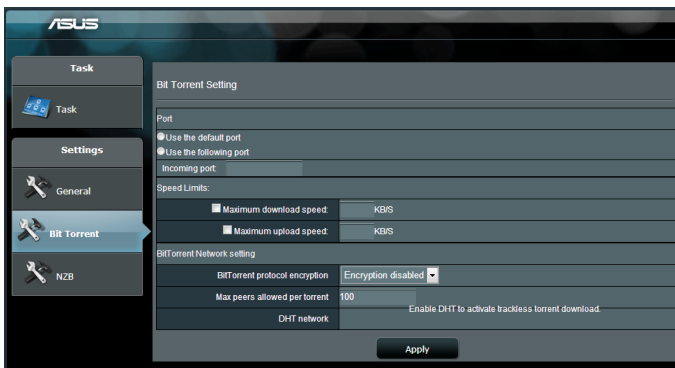 ASUS
Task
Task
Settings
General
Bit Torrent
NZB
Bit Torrent Setting
Port
Use the default port
Use the following port
Incoming port:
Speed Limits:
Maximum download speed: KB/S
Maximum upload speed: KB/S
BitTorrent Network setting
BitTorrent protocol encryption Encryption disabled
Max peers allowed per torrent 100
Enable DHT to activate trackless torrent download.
DHT network
Apply